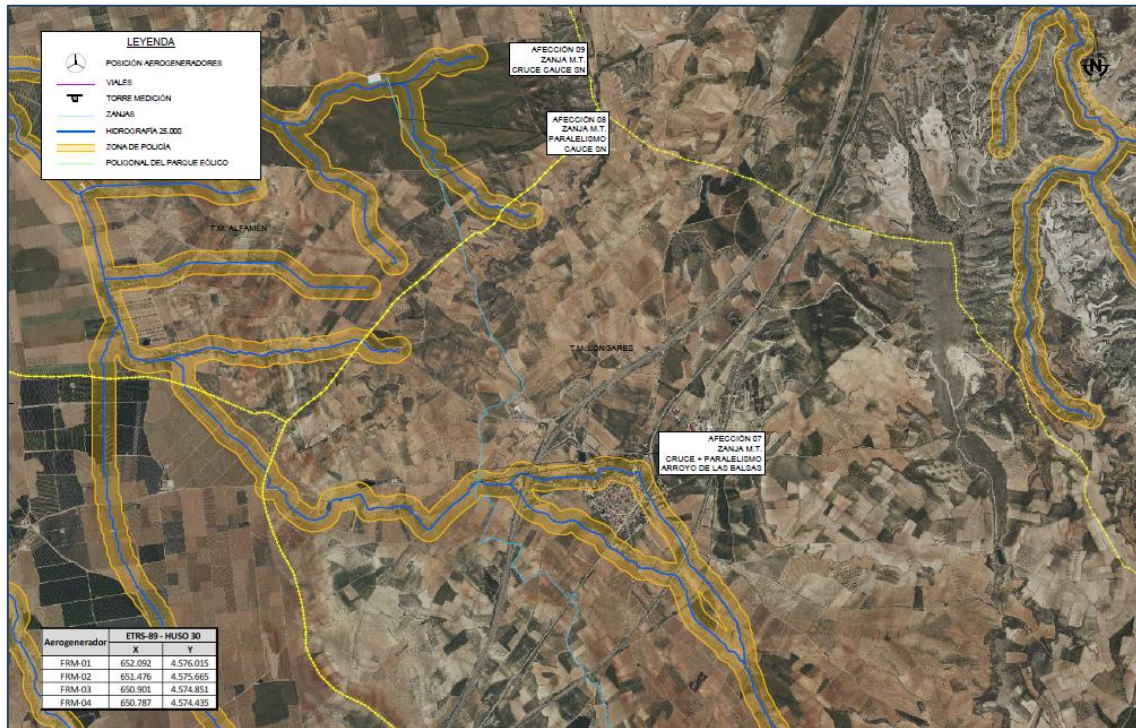 LEYENDA
POSICIÓN AEROGENERADORES
VIALES
TORRE MEDICIÓN
ZANJAS
HIDROGRAFÍA 25.000
ZONA DE POLICÍA
POLIGONAL DEL PARQUE EÓLICO
AFECCIÓN 09
ZANJA M.T.
CRUCE CAUCE SN
AFECCIÓN 08
ZANJA M.T.
PARALELISMO
CAUCE SN
N
T.M. ALFAMÉN
T.M. LONGARES
AFECCIÓN 07
ZANJA M.T.
CRUCE + PARALELISMO
ARROYO DE LAS BALSAS
Aerogenerador ETRS-89 - HUSO 30
X Y
FRM-01 652.092 4.576.015
FRM-02 651.476 4.575.665
FRM-03 650.901 4.574.851
FRM-04 650.787 4.574.435